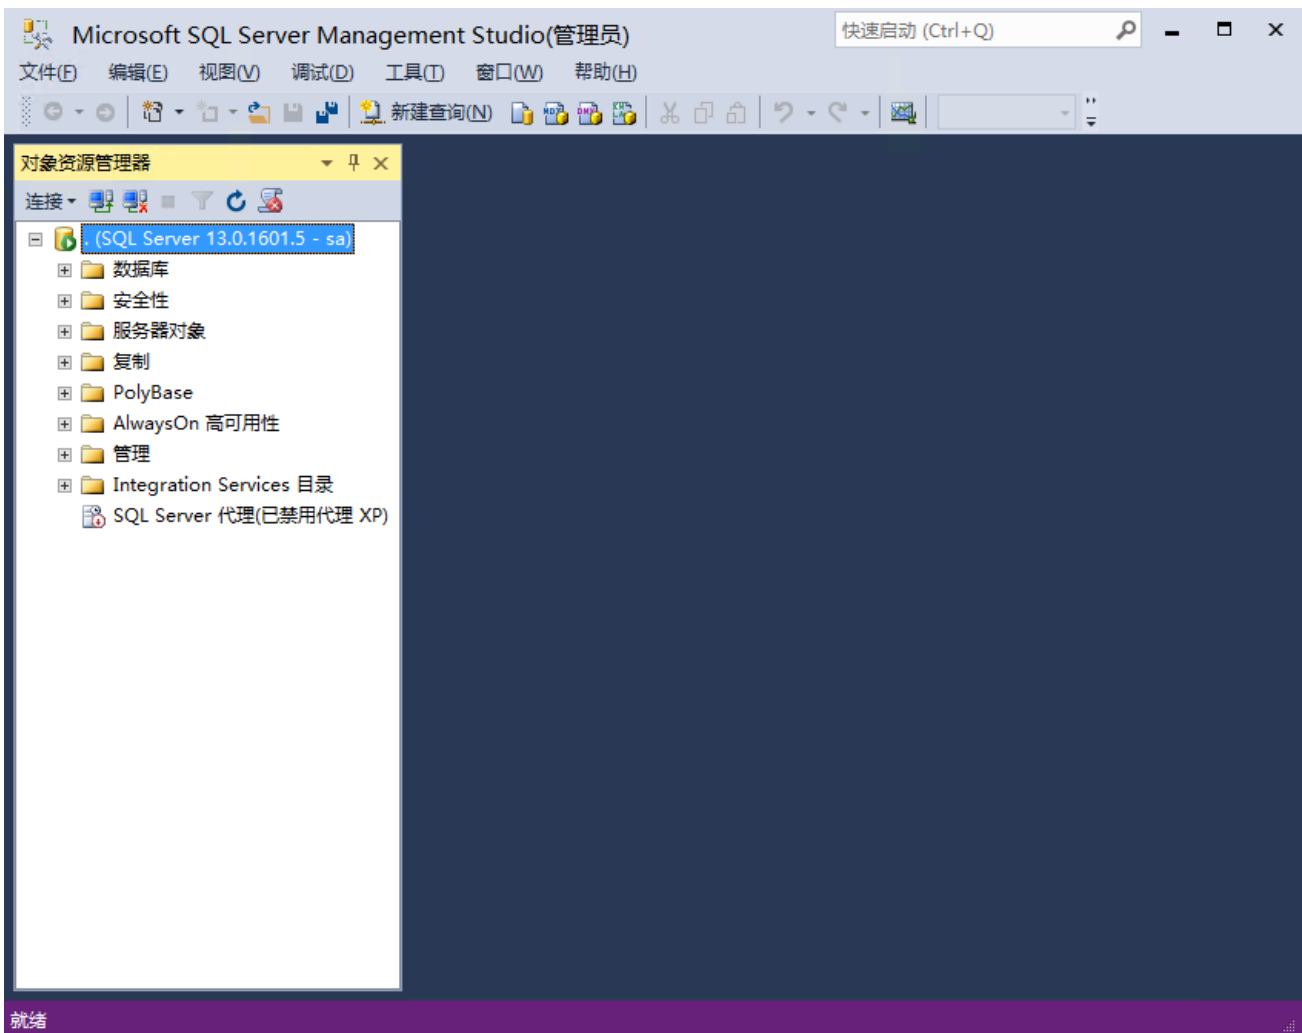 Microsoft SQL Server Management Studio(管理员)
快速启动 (Ctrl+Q)
文件(F) 编辑(E) 视图(V) 调试(D) 工具(T) 窗口(W) 帮助(H)
新建查询(N)
对象资源管理器
连接
. (SQL Server 13.0.1601.5 - sa)
数据库
安全性
服务器对象
复制
PolyBase
AlwaysOn 高可用性
管理
Integration Services 目录
SQL Server 代理(已禁用代理 XP)
就绪